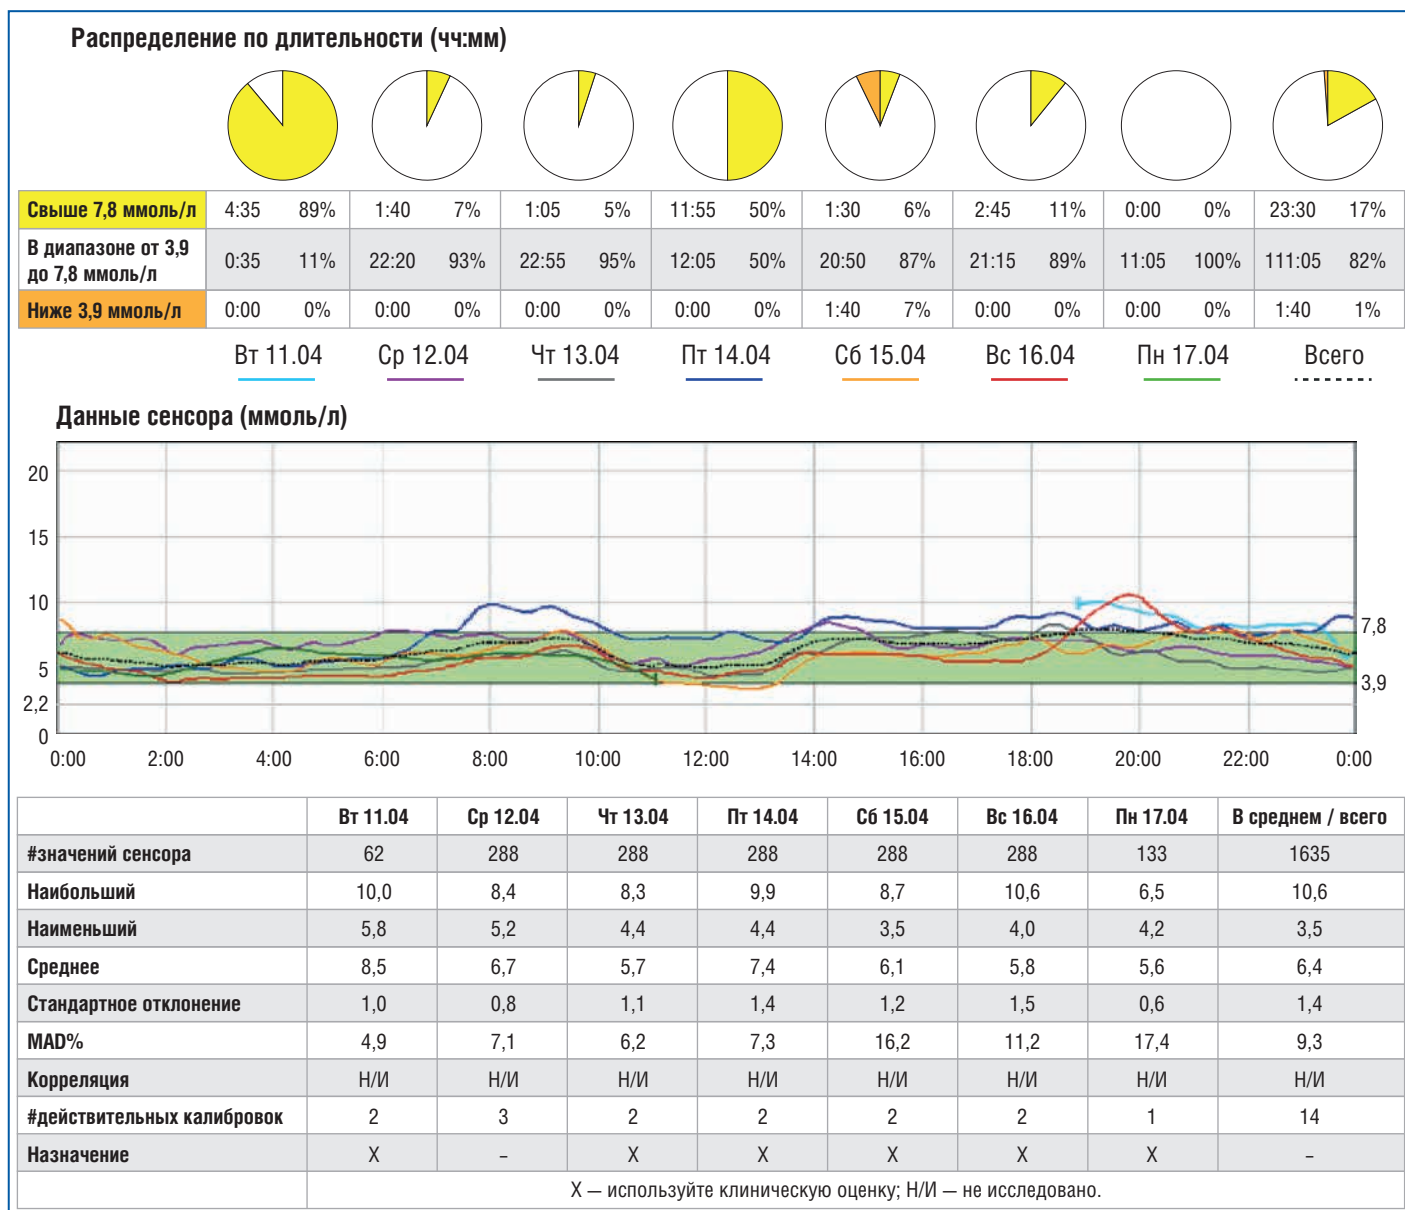 Распределение по длительности (чч:мм)
Свыше 7,8 ммоль/л 4:35 89% 1:40 7% 1:05 5% 11:55 50% 1:30 6% 2:45 11% 0:00 0% 23:30 17%
В диапазоне от 3,9
до 7,8 ммоль/л 0:35 11% 22:20 93% 22:55 95% 12:05 50% 20:50 87% 21:15 89% 11:05 100% 111:05 82%
Ниже 3,9 ммоль/л 0:00 0% 0:00 0% 0:00 0% 0:00 0% 1:40 7% 0:00 0% 0:00 0% 1:40 1%
Вт 11.04 Ср 12.04 Чт 13.04 Пт 14.04 Сб 15.04 Вс 16.04 Пн 17.04 Всего
Данные сенсора (ммоль/л)
20
15
10
7,8
5
3,9
2,2
0
0:00 2:00 4:00 6:00 8:00 10:00 12:00 14:00 16:00 18:00 20:00 22:00 0:00
Вт 11.04 Ср 12.04 Чт 13.04 Пт 14.04 Сб 15.04 Вс 16.04 Пн 17.04 В среднем / всего
#значений сенсора 62 288 288 288 288 288 133 1635
Наибольший 10,0 8,4 8,3 9,9 8,7 10,6 6,5 10,6
Наименьший 5,8 5,2 4,4 4,4 3,5 4,0 4,2 3,5
Среднее 8,5 6,7 5,7 7,4 6,1 5,8 5,6 6,4
Стандартное отклонение 1,0 0,8 1,1 1,4 1,2 1,5 0,6 1,4
MAD% 4,9 7,1 6,2 7,3 16,2 11,2 17,4 9,3
Корреляция Н/И Н/И Н/И Н/И Н/И Н/И Н/И Н/И
#действительных калибровок 2 3 2 2 2 2 1 14
Назначение X – X X X X X –
X — используйте клиническую оценку; Н/И — не исследовано.